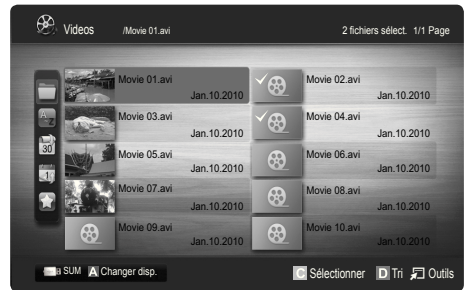 Videos /Movie 01.avi 2 fichiers sélect. 1/1 Page
Movie 01.avi Movie 02.avi
Jan.10.2010 Jan.10.2010
Movie 03.avi Movie 04.avi
Jan.10.2010 Jan.10.2010
Movie 05.avi Movie 06.avi
Jan.10.2010 Jan.10.2010
Movie 07.avi Movie 08.avi
Jan.10.2010 Jan.10.2010
Movie 09.avi Movie 10.avi
Jan.10.2010 Jan.10.2010
30
1
SUM A Changer disp. C Sélectionner D Tri Outils